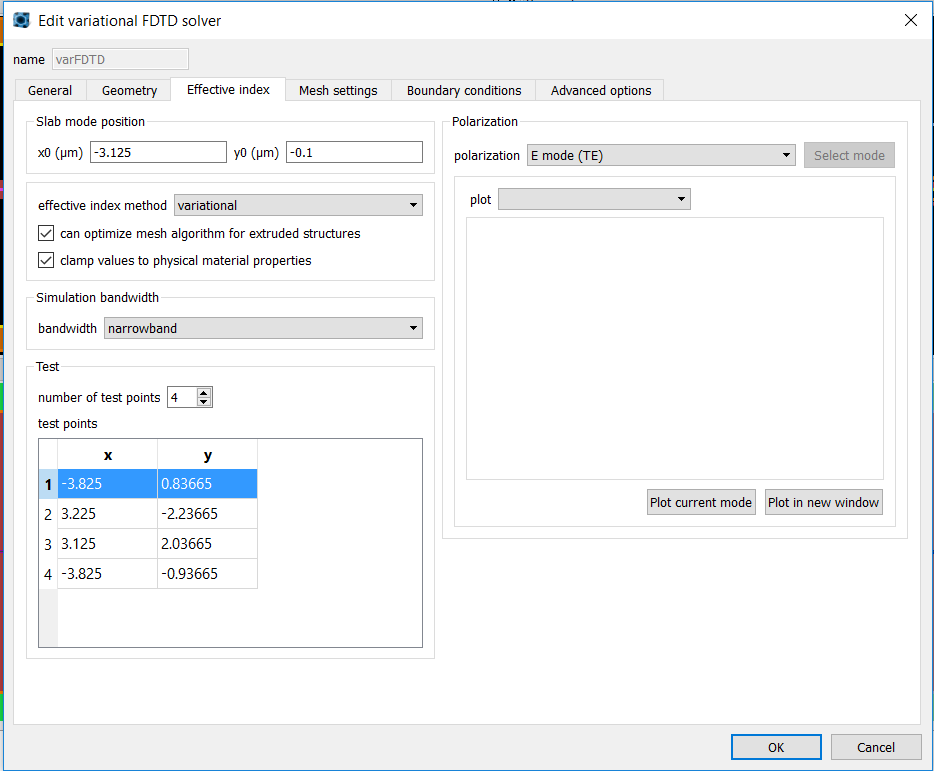 Edit variational FDTD solver
name varFDTD
General Geometry Effective index Mesh settings Boundary conditions Advanced options
Slab mode position
x0 (µm) -3.125 y0 (µm) -0.1
effective index method variational
can optimize mesh algorithm for extruded structures
clamp values to physical material properties
Simulation bandwidth
bandwidth narrowband
Test
number of test points 4
test points
x y
1 -3.825 0.83665
2 3.225 -2.23665
3 3.125 2.03665
4 -3.825 -0.93665
Polarization
polarization E mode (TE) Select mode
plot
Plot current mode Plot in new window
OK Cancel